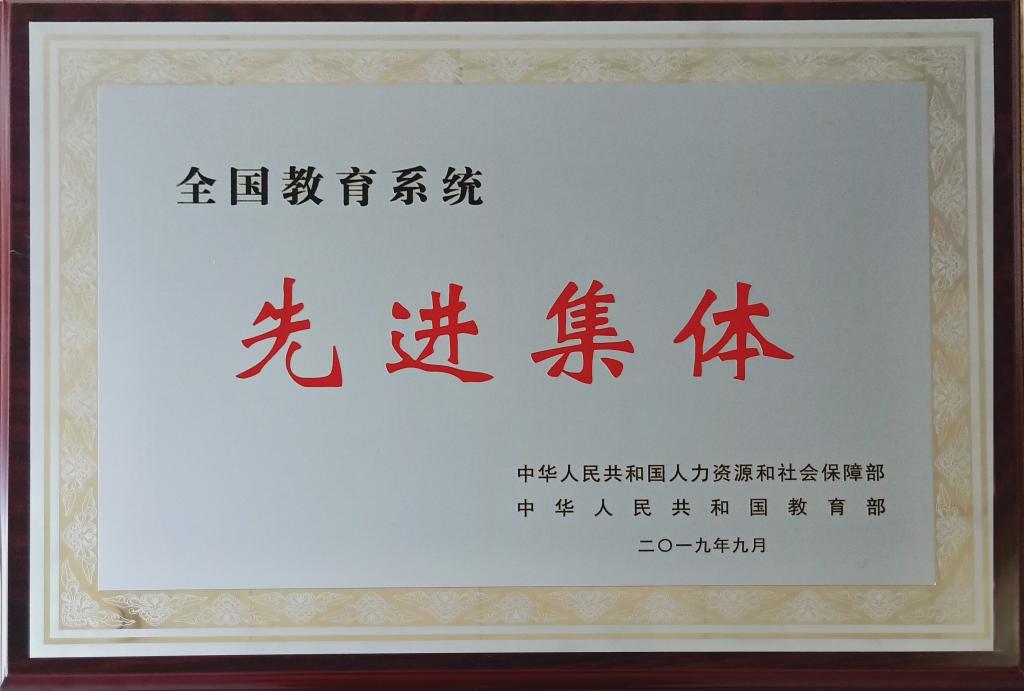 全国教育系统
先进集体
中华人民共和国人力资源和社会保障部
中华人民共和国教育部
二〇一九年九月